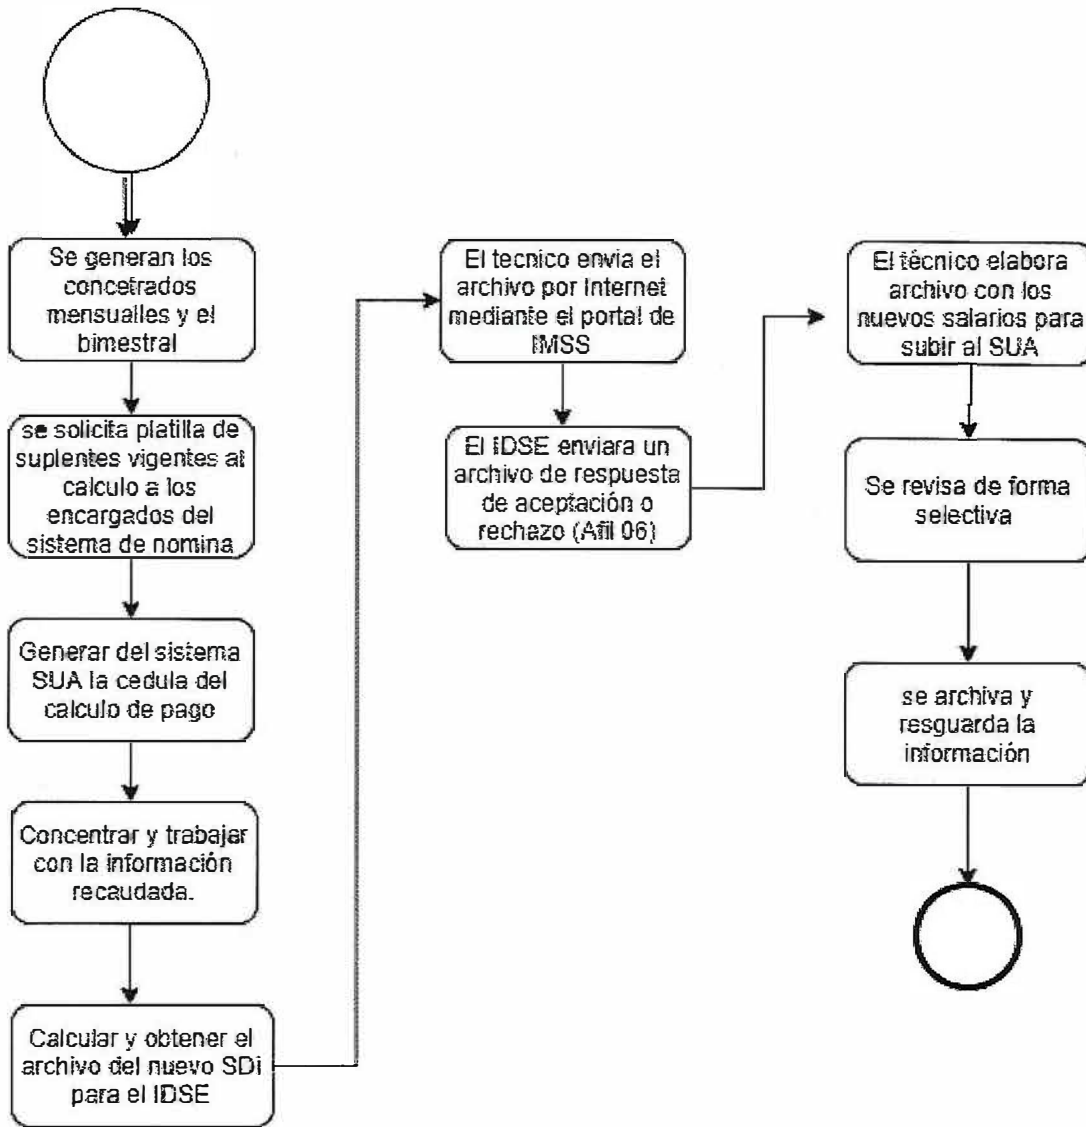 Se generan los
concetrados
mensualles y el
bimestral
se solicita platilla de
suplentes vigentes al
calculo a los
encargados del
sistema de nomina
Generar del sistema
SUA la cedula del
calculo de pago
Concentrar y trabajar
con la información
recaudada.
Calcular y obtener el
archivo del nuevo SDi
para el IDSE
El tecnico envia el
archivo por Internet
mediante el portal de
IMSS
El IDSE enviara un
archivo de respuesta
de aceptación o
rechazo (Afil 06)
El técnico elabora
archivo con los
nuevos salarios para
subir al SUA
Se revisa de forma
selectiva
se archiva y
resguarda la
información